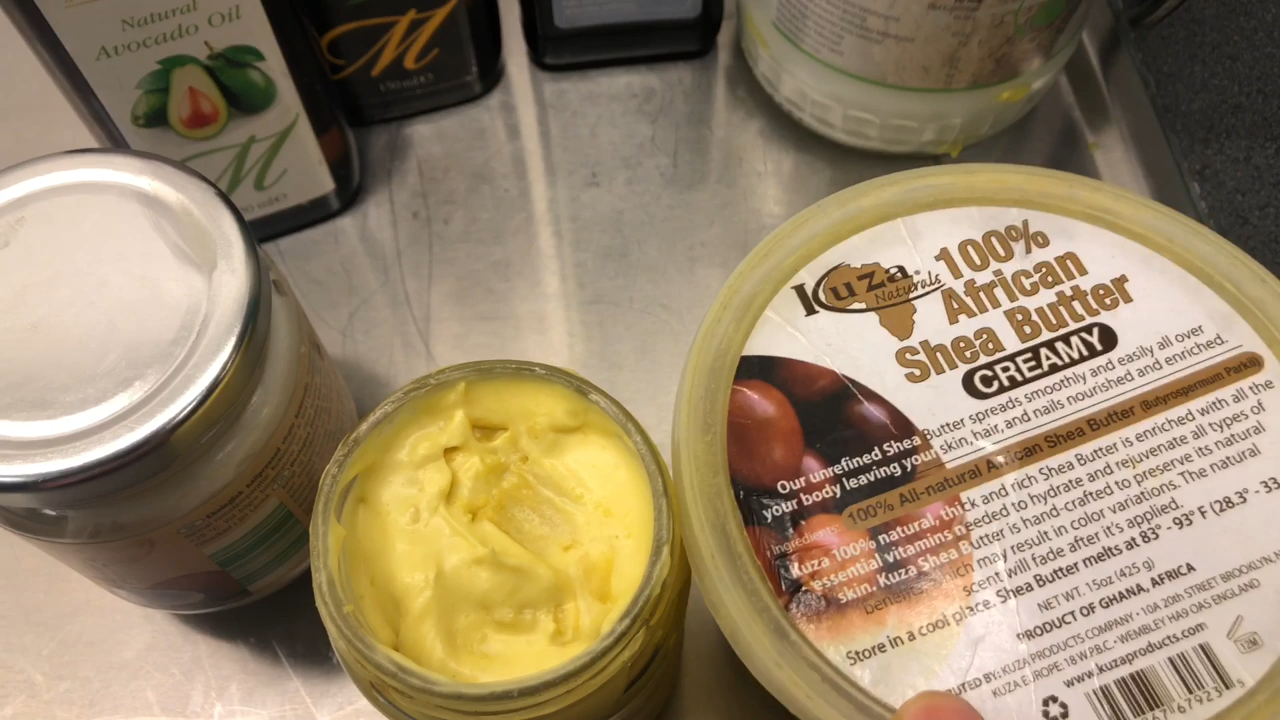 Natural
Avocado Oil
M
M
Kuza
Naturals
100%
African
Shea Butter
CREAMY
Our unrefined Shea Butter spreads smoothly and easily all over
your body leaving your skin, hair, and nails nourished and enriched.
Ingredients:
100% All-natural African Shea Butter (Butyrospermum Parkii)
Kuza 100% natural, thick and rich Shea Butter is enriched with all the
essential vitamins needed to hydrate and rejuvenate all types of
skin. Kuza Shea Butter is hand-crafted to preserve its natural
benefits which may result in color variations. The natural
scent will fade after it's applied.
Store in a cool place. Shea Butter melts at 83° - 93° F (28.3° - 33
NET WT. 15oz (425 g)
PRODUCT OF GHANA, AFRICA
UTED BY: KUZA PRODUCTS COMPANY • 10A 20th STREET BROOKLYN,
KUZA EUROPE: 18 W.P.B.C. • WEMBLEY HA9 OAS ENGLAND
www.kuzaproducts.com
12M
67923